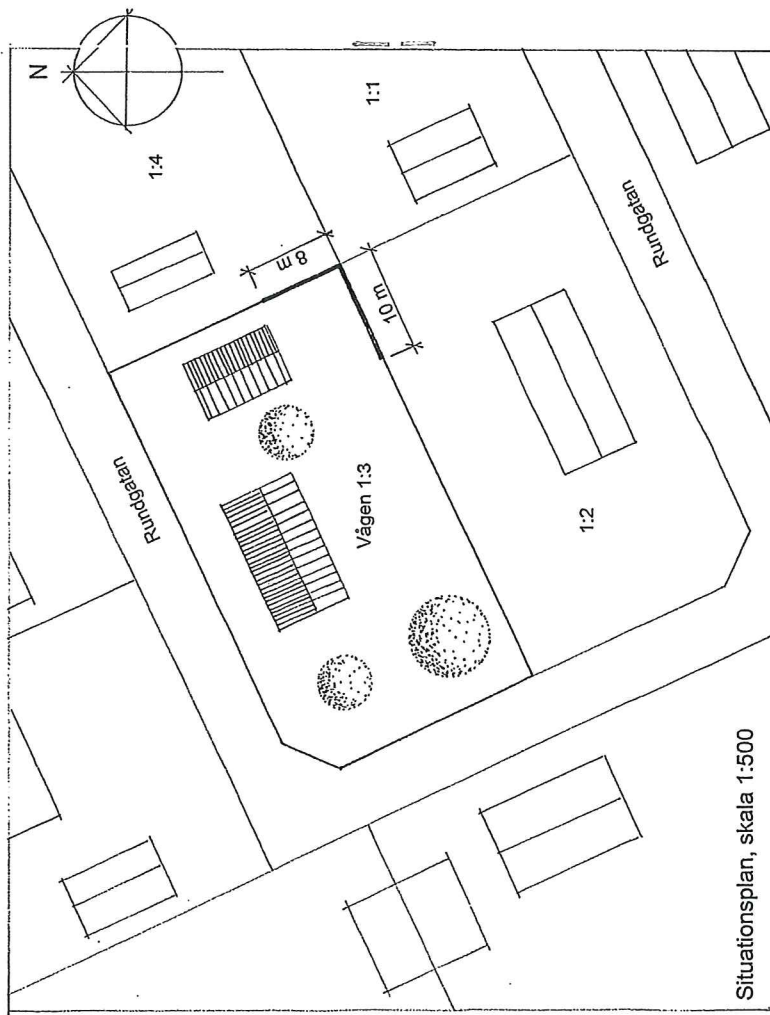 N
1:4
1:1
8 m
10 m
Rundgatan
Rundgatan
Vågen 1:3
1:2
Situationsplan, skala 1:500